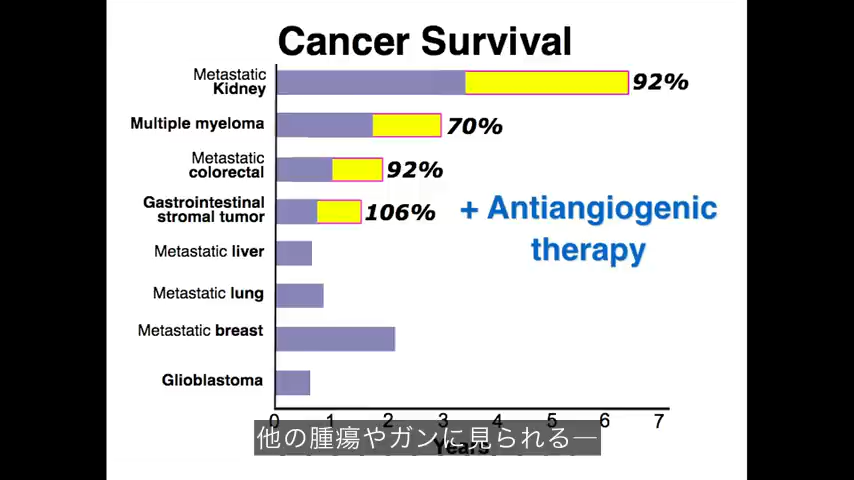 Cancer Survival
Metastatic
Kidney
92%
Multiple myeloma
70%
Metastatic
colorectal
92%
Gastrointestinal
stromal tumor
106%
+ Antiangiogenic
therapy
Metastatic liver
Metastatic lung
Metastatic breast
Glioblastoma
0 1 2 3 4 5 6 7
Years
他の腫瘍やガンに見られる―